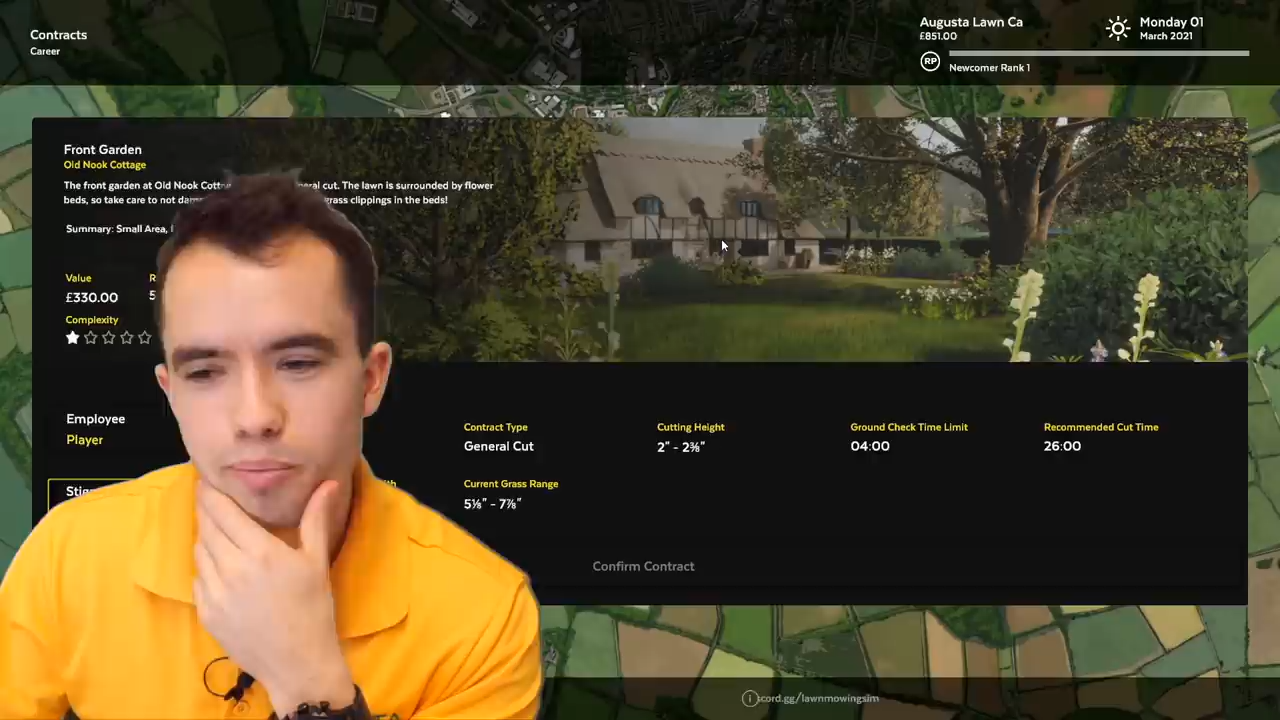 Contracts
Career
Augusta Lawn Ca
£851.00
Monday 01
March 2021
RP
Newcomer Rank 1
Front Garden
Old Nook Cottage
The front garden at Old Nook cut. The lawn is surrounded by flower
beds, so take care to not grass clippings in the beds!
Summary: Small Area,
Value
£330.00
5
Complexity
Employee
Player
Contract Type
General Cut
Cutting Height
2" - 2⅜"
Ground Check Time Limit
04:00
Recommended Cut Time
26:00
Current Grass Range
5⅛" - 7⅞"
Confirm Contract
cord.gg/lawnmowingsim